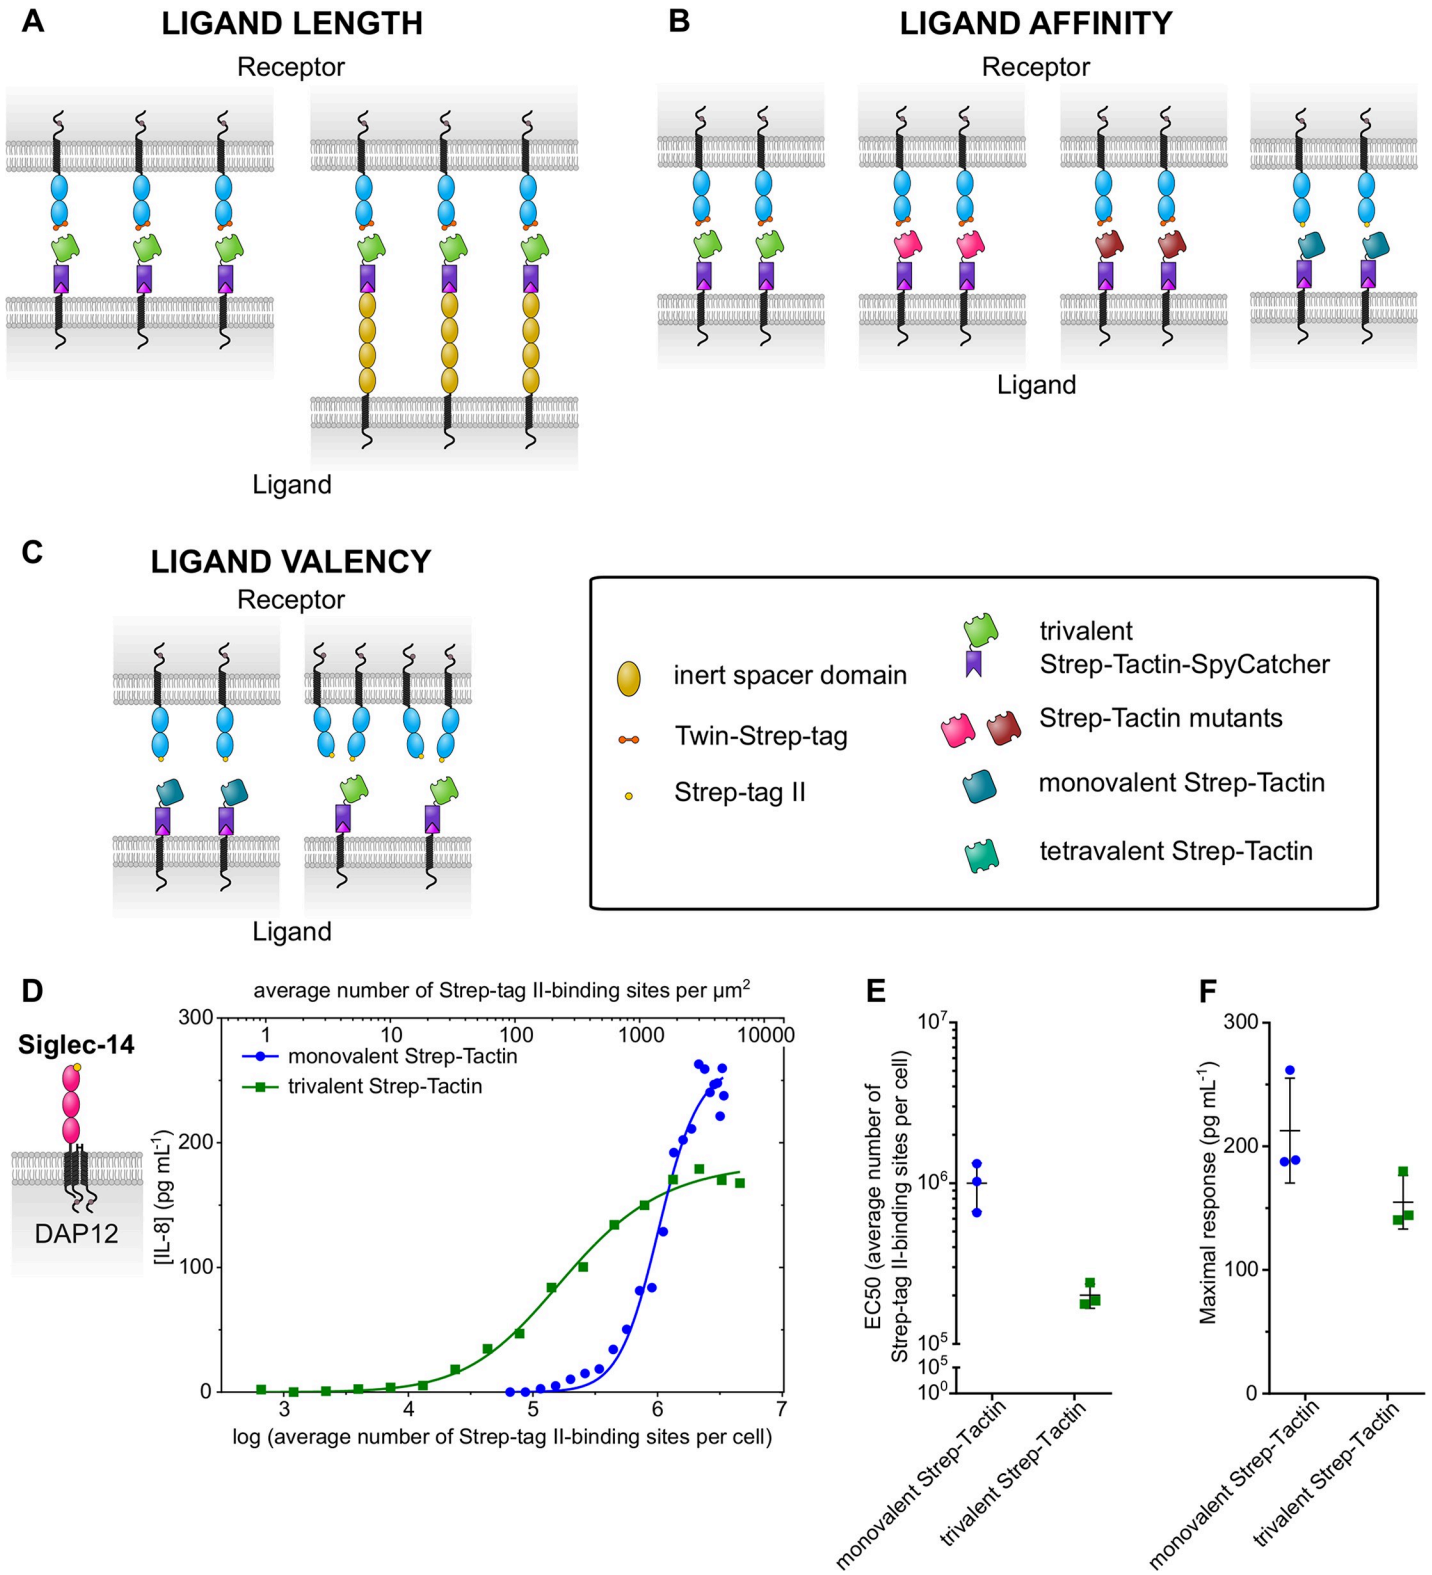 A
LIGAND LENGTH
Receptor
Ligand
B
LIGAND AFFINITY
Receptor
Ligand
C
LIGAND VALENCY
Receptor
Ligand
inert spacer domain
Twin-Strep-tag
Strep-tag II
trivalent
Strep-Tactin-SpyCatcher
Strep-Tactin mutants
monovalent Strep-Tactin
tetravalent Strep-Tactin
D
Siglec-14
DAP12
average number of Strep-tag II-binding sites per µm²
1 10 100 1000 10000
monovalent Strep-Tactin
trivalent Strep-Tactin
[IL-8] (pg mL⁻¹)
300
200
100
0
3 4 5 6 7
log (average number of Strep-tag II-binding sites per cell)
E
EC50 (average number of
Strep-tag II-binding sites per cell)
10⁷
10⁶
10⁵
10⁵
10⁰
monovalent Strep-Tactin
trivalent Strep-Tactin
F
Maximal response (pg mL⁻¹)
300
200
100
0
monovalent Strep-Tactin
trivalent Strep-Tactin